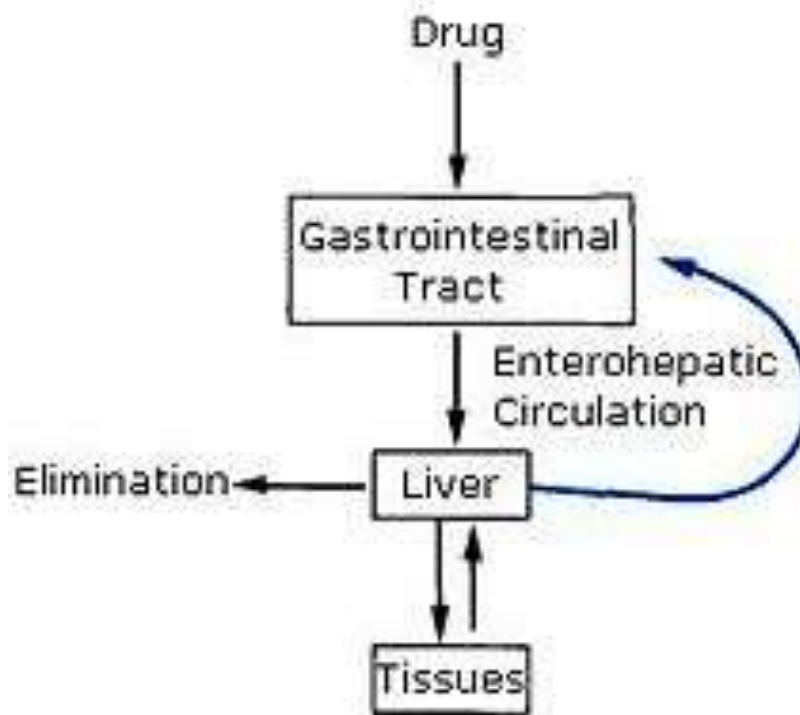 Drug
Gastrointestinal
Tract
Enterohepatic
Circulation
Elimination
Liver
Tissues